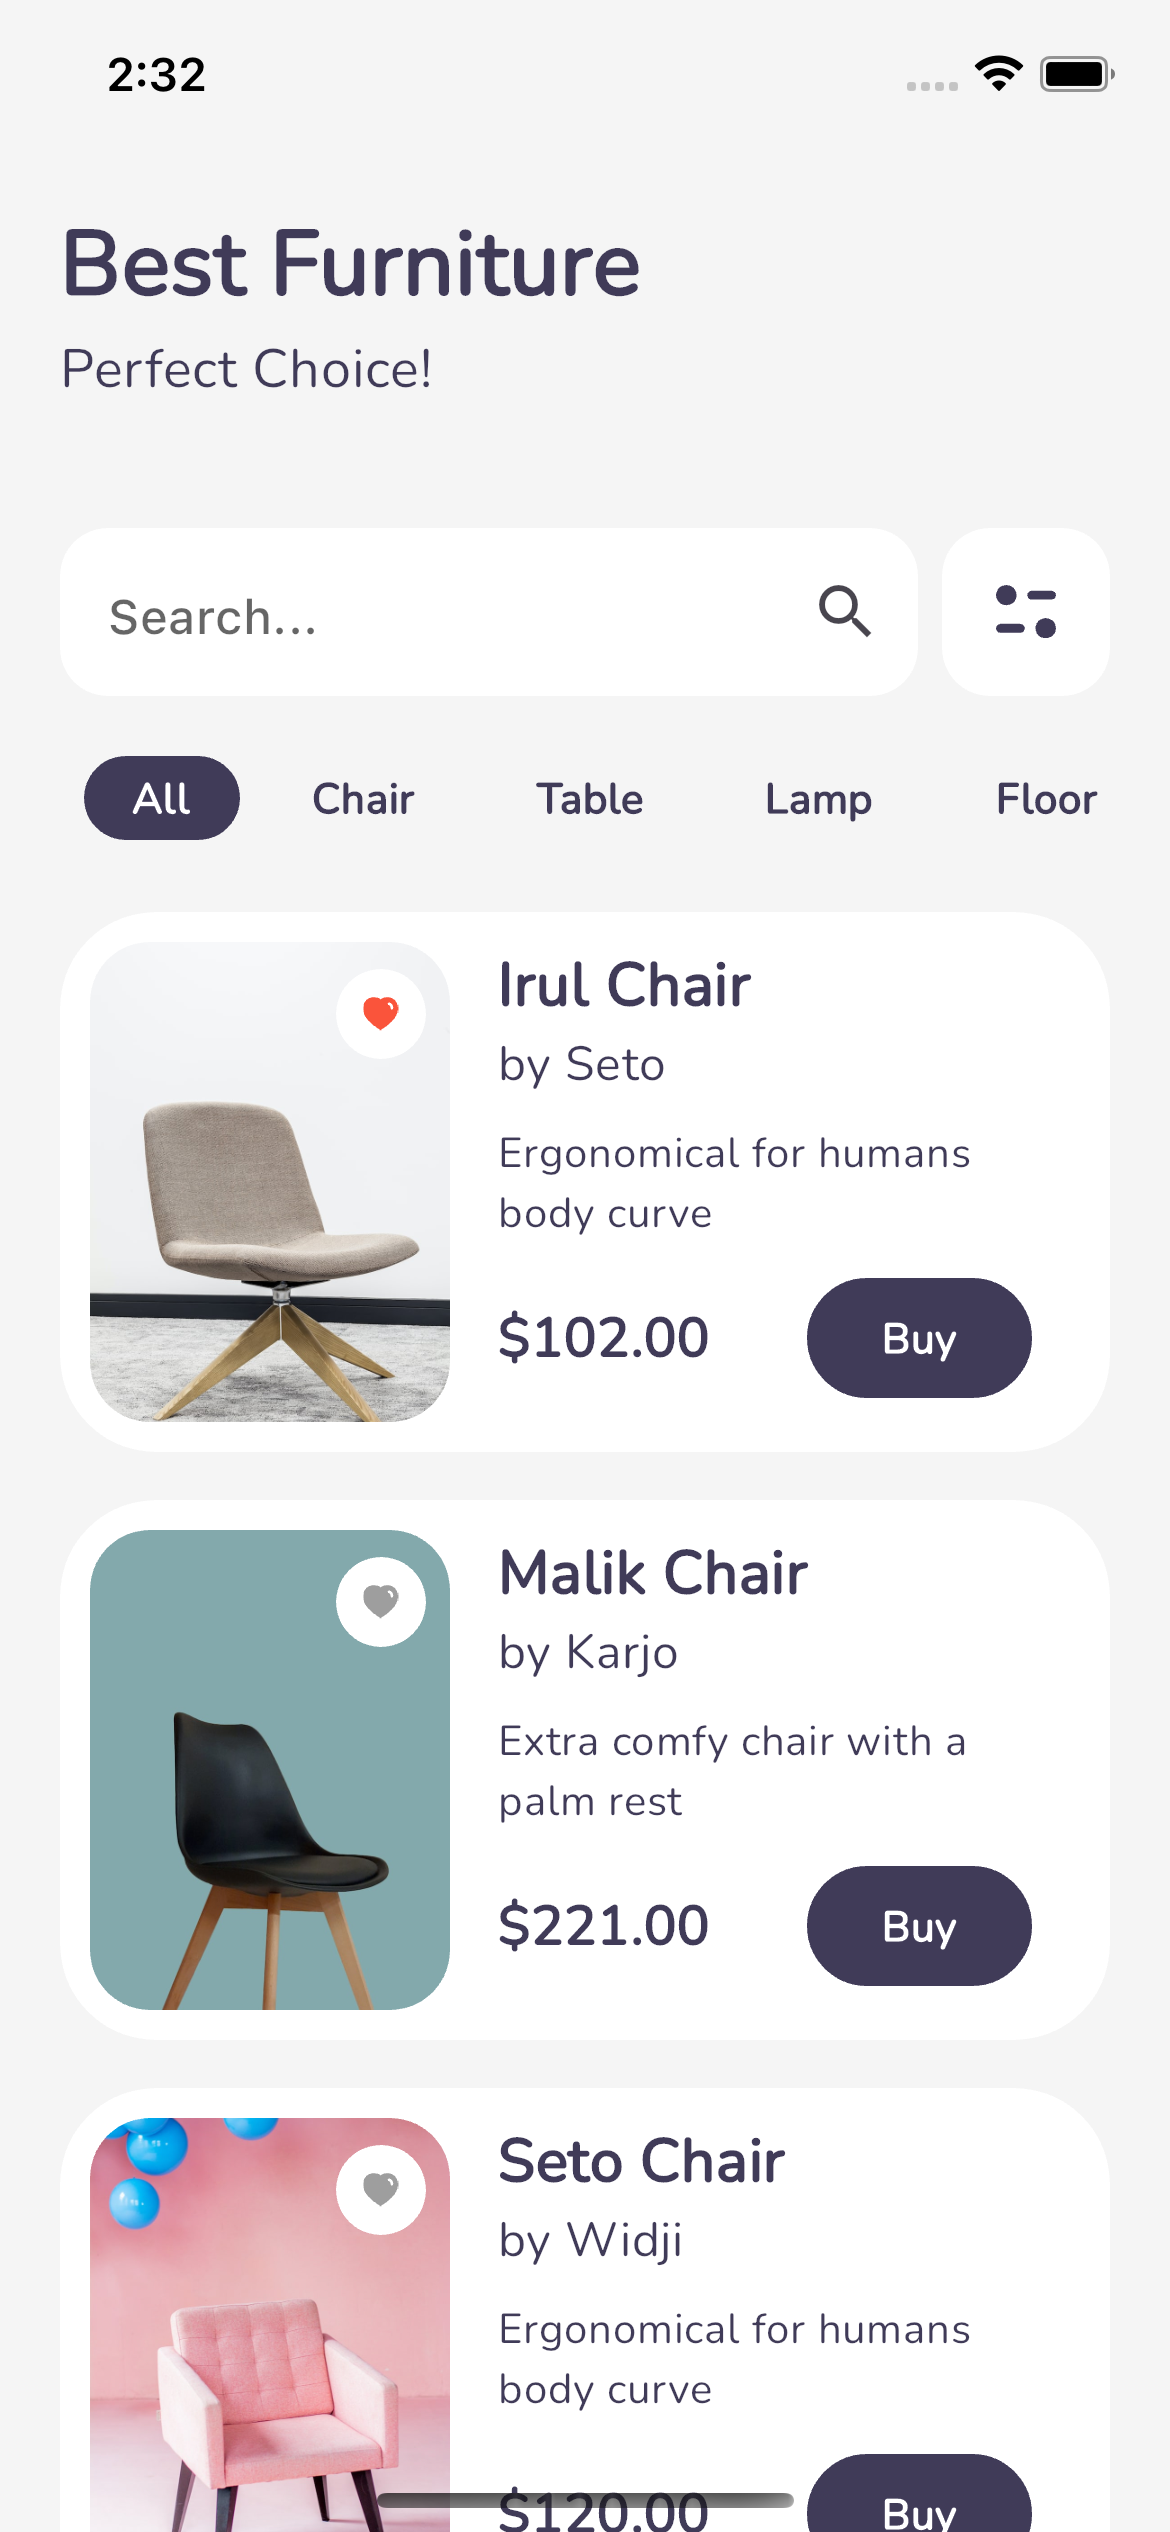 2:32
Best Furniture
Perfect Choice!
Search...
All Chair Table Lamp Floor
Irul Chair
by Seto
Ergonomical for humans
body curve
$102.00 Buy
Malik Chair
by Karjo
Extra comfy chair with a
palm rest
$221.00 Buy
Seto Chair
by Widji
Ergonomical for humans
body curve
$120.00 Buy